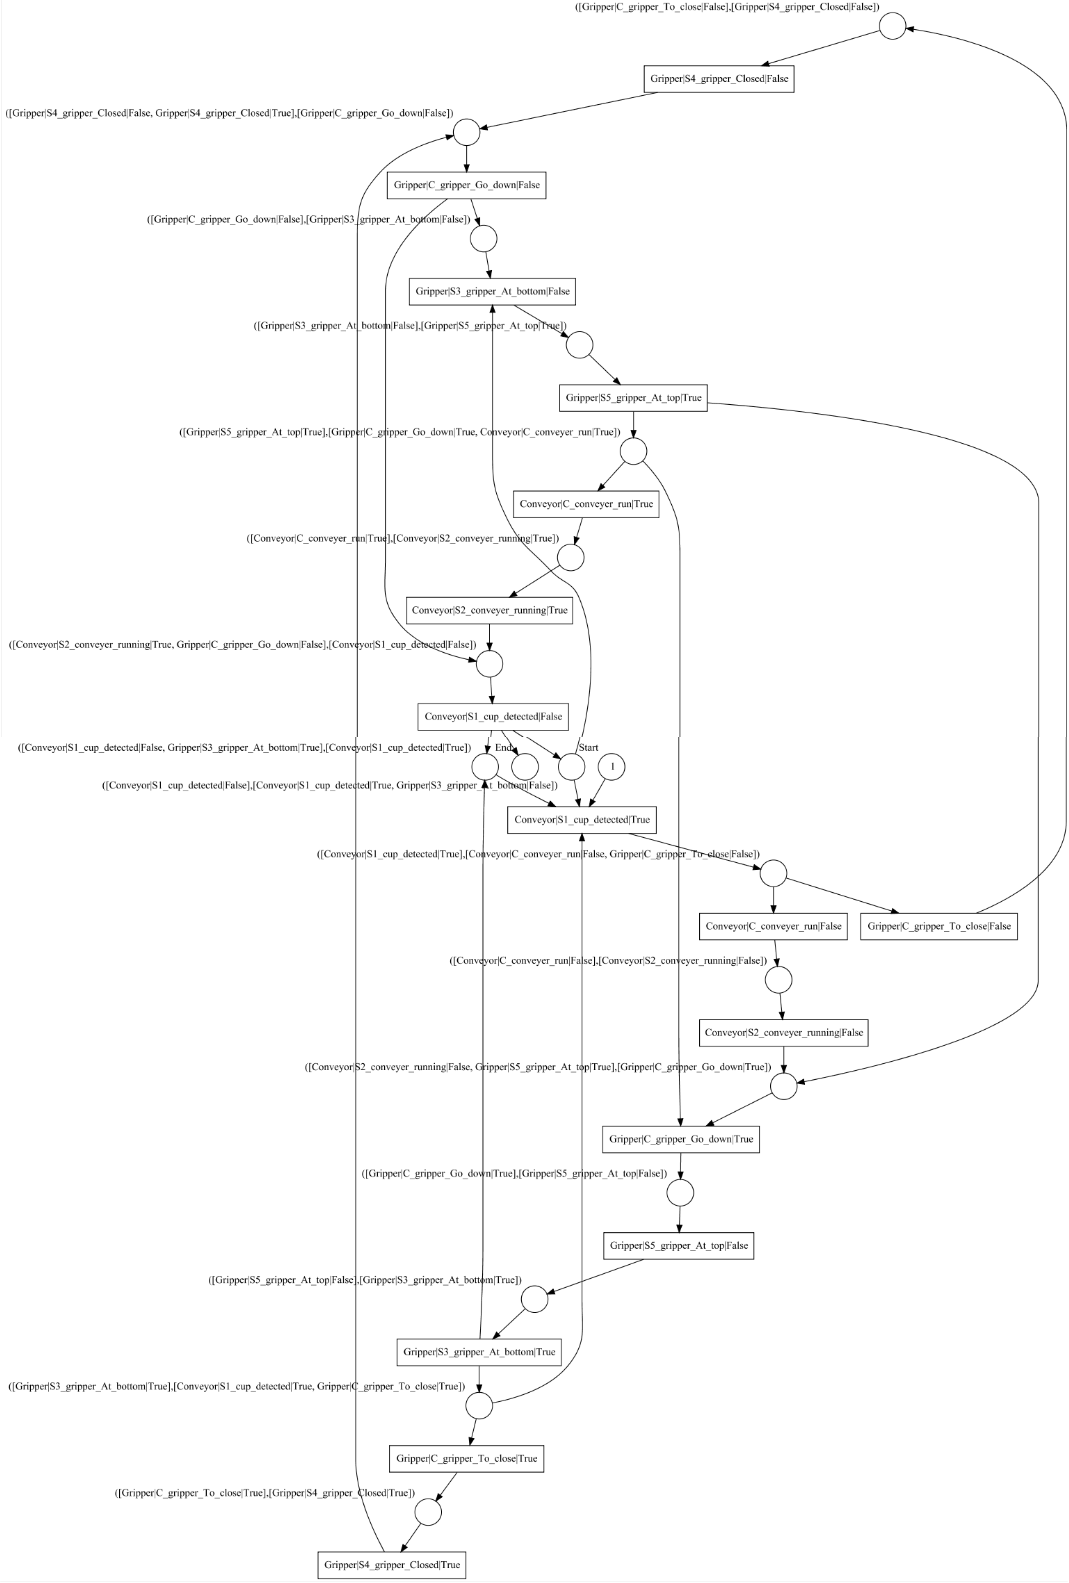 ([Gripper|C_gripper_To_close|False],[Gripper|S4_gripper_Closed|False])
Gripper|S4_gripper_Closed|False
([Gripper|S4_gripper_Closed|False, Gripper|S4_gripper_Closed|True],[Gripper|C_gripper_Go_down|False])
Gripper|C_gripper_Go_down|False
([Gripper|C_gripper_Go_down|False],[Gripper|S3_gripper_At_bottom|False])
Gripper|S3_gripper_At_bottom|False
([Gripper|S3_gripper_At_bottom|False],[Gripper|S5_gripper_At_top|True])
Gripper|S5_gripper_At_top|True
([Gripper|S5_gripper_At_top|True],[Gripper|C_gripper_Go_down|True, Conveyor|C_conveyer_run|True])
Conveyor|C_conveyer_run|True
([Conveyor|C_conveyer_run|True],[Conveyor|S2_conveyer_running|True])
Conveyor|S2_conveyer_running|True
([Conveyor|S2_conveyer_running|True, Gripper|C_gripper_Go_down|False],[Conveyor|S1_cup_detected|False])
Conveyor|S1_cup_detected|False
([Conveyor|S1_cup_detected|False, Gripper|S3_gripper_At_bottom|True],[Conveyor|S1_cup_detected|True])
End
Start
1
([Conveyor|S1_cup_detected|False],[Conveyor|S1_cup_detected|True, Gripper|S3_gripper_At_bottom|False])
Conveyor|S1_cup_detected|True
([Conveyor|S1_cup_detected|True],[Conveyor|C_conveyer_run|False, Gripper|C_gripper_To_close|False])
Conveyor|C_conveyer_run|False
Gripper|C_gripper_To_close|False
([Conveyor|C_conveyer_run|False],[Conveyor|S2_conveyer_running|False])
Conveyor|S2_conveyer_running|False
([Conveyor|S2_conveyer_running|False, Gripper|S5_gripper_At_top|True],[Gripper|C_gripper_Go_down|True])
Gripper|C_gripper_Go_down|True
([Gripper|C_gripper_Go_down|True],[Gripper|S5_gripper_At_top|False])
Gripper|S5_gripper_At_top|False
([Gripper|S5_gripper_At_top|False],[Gripper|S3_gripper_At_bottom|True])
Gripper|S3_gripper_At_bottom|True
([Gripper|S3_gripper_At_bottom|True],[Conveyor|S1_cup_detected|True, Gripper|C_gripper_To_close|True])
Gripper|C_gripper_To_close|True
([Gripper|C_gripper_To_close|True],[Gripper|S4_gripper_Closed|True])
Gripper|S4_gripper_Closed|True